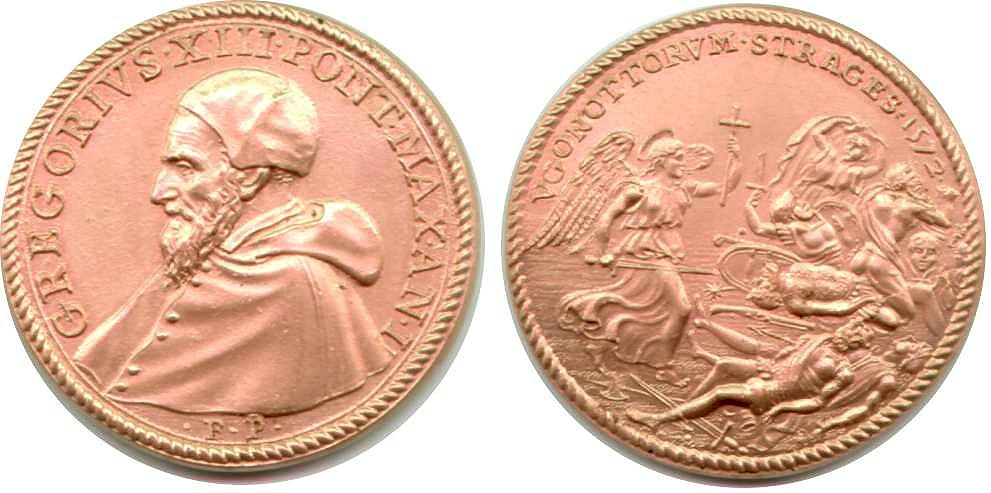 GREGORIVS·XIII·PONT·MAX·AN·I
·F·P·
VGONOTTORVM·STRAGES·1572